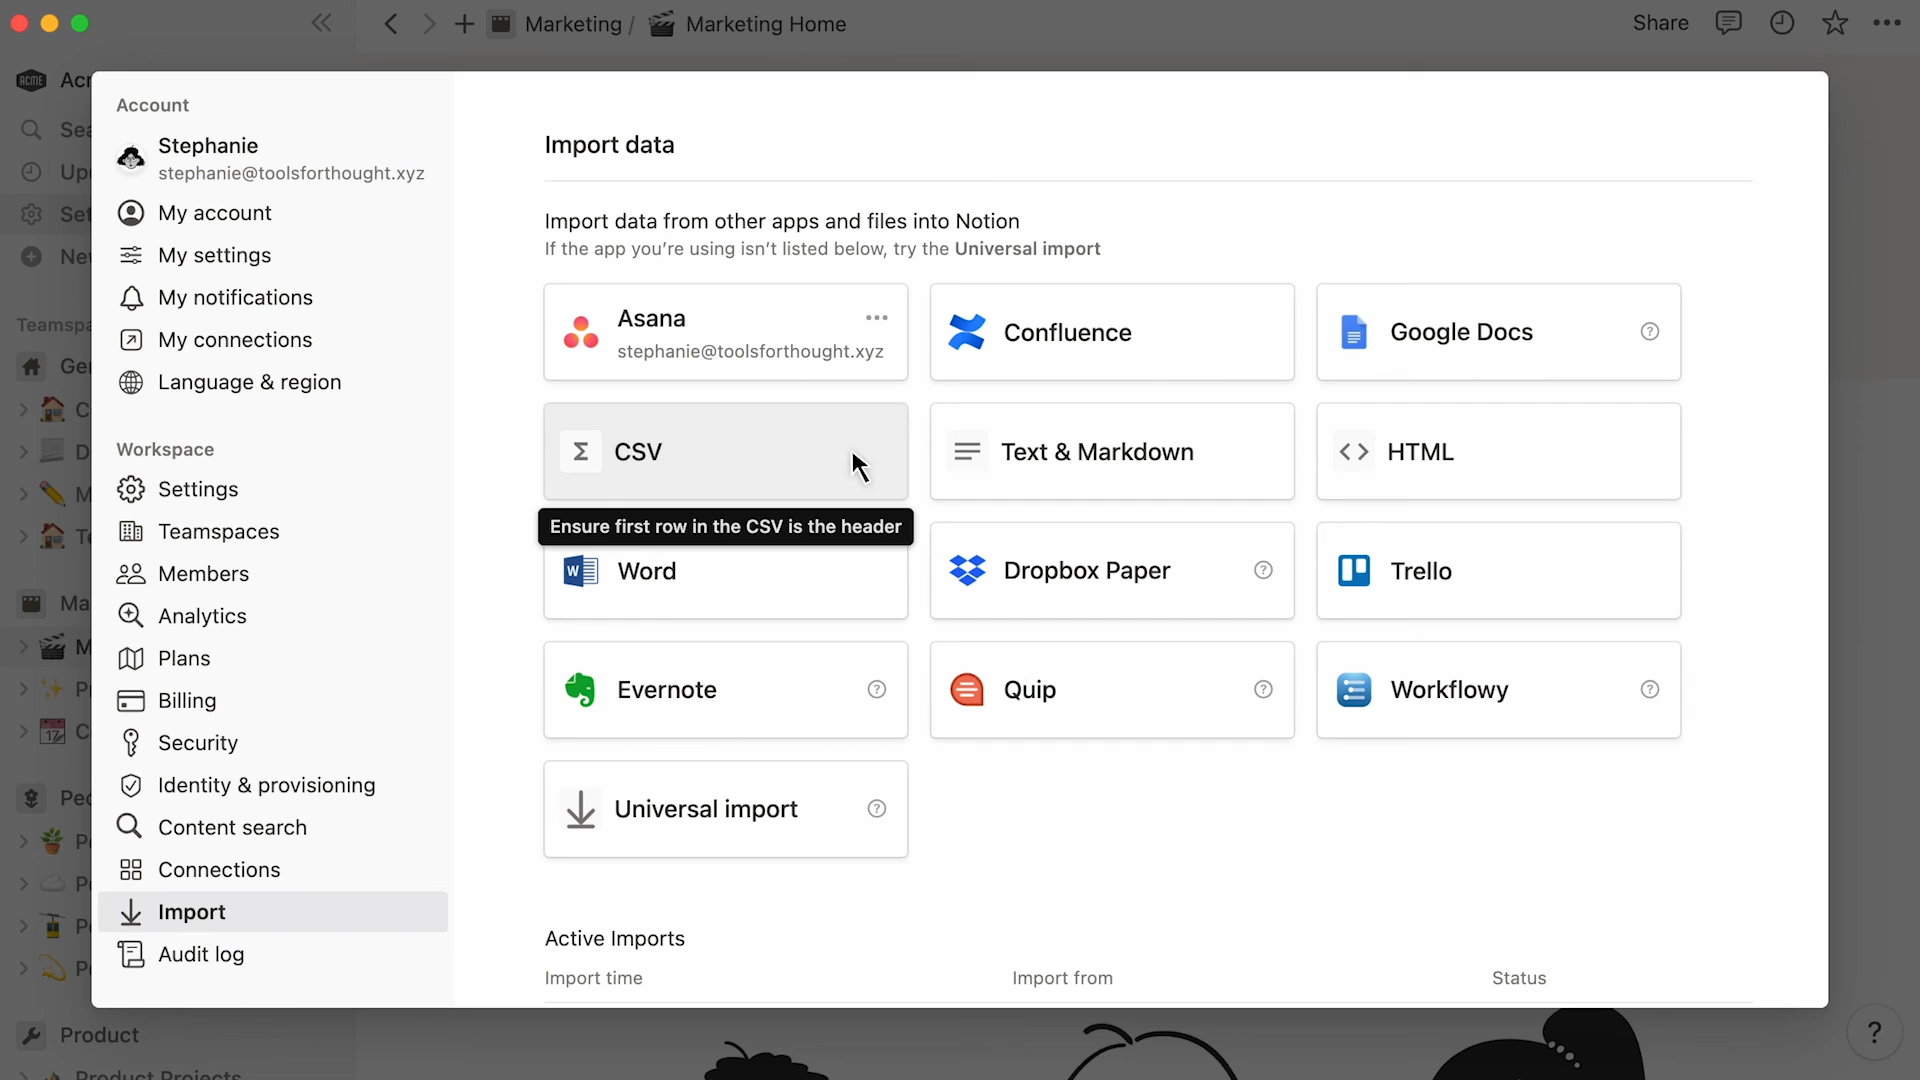 Marketing / Marketing Home
Share
ACME
Account
Stephanie
stephanie@toolsforthought.xyz
My account
My settings
My notifications
My connections
Language & region
Workspace
Settings
Teamspaces
Members
Analytics
Plans
Billing
Security
Identity & provisioning
Content search
Connections
Import
Audit log
Product
Product Projects
Import data
Import data from other apps and files into Notion
If the app you’re using isn’t listed below, try the Universal import
Asana
stephanie@toolsforthought.xyz
Confluence
Google Docs
CSV
Text & Markdown
HTML
Ensure first row in the CSV is the header
Word
Dropbox Paper
Trello
Evernote
Quip
Workflowy
Universal import
Active Imports
Import time Import from Status